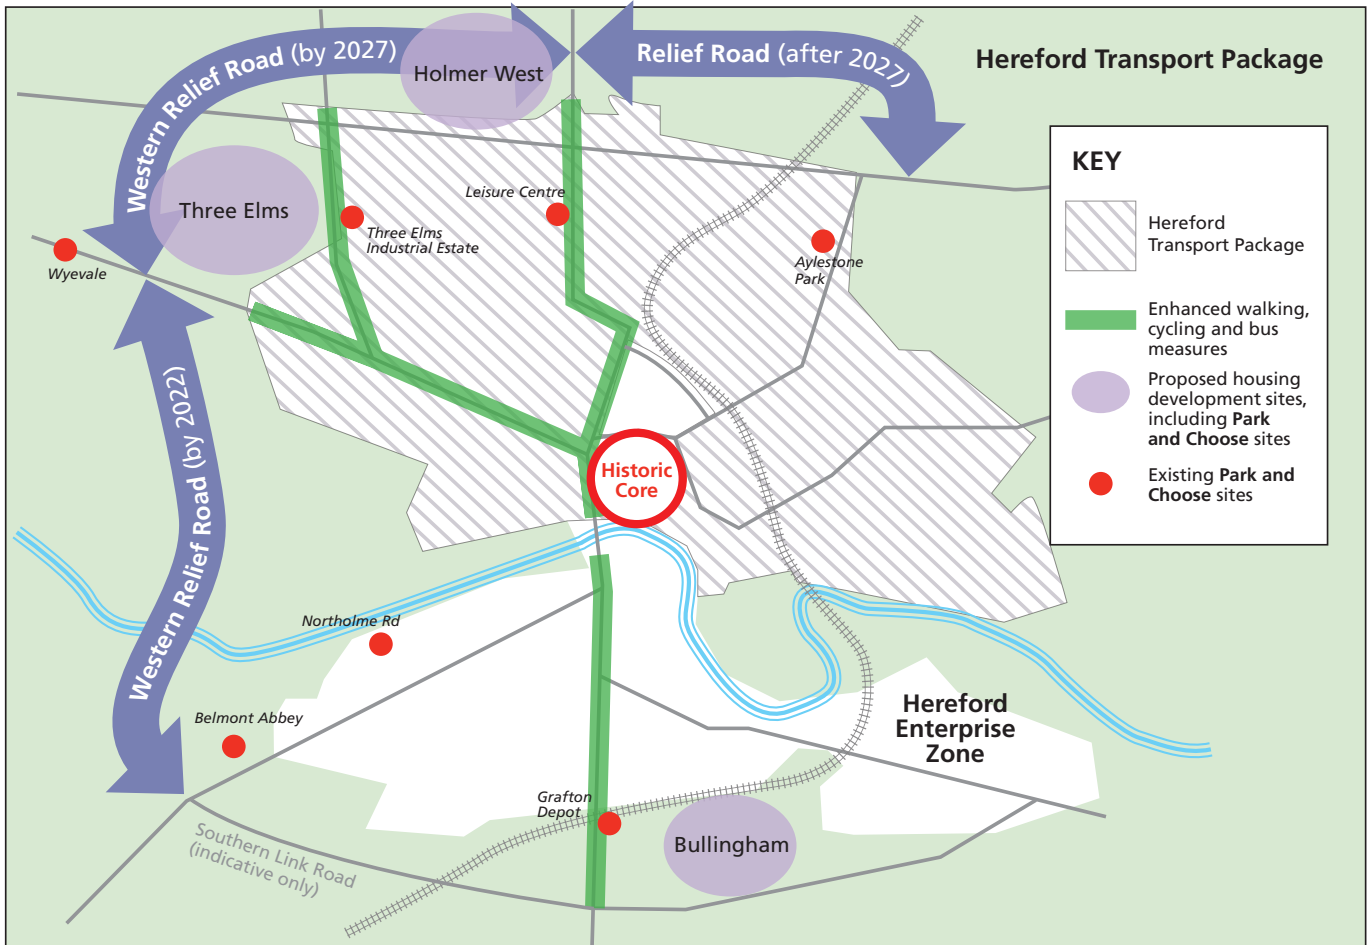 Hereford Transport Package
Western Relief Road (by 2027)
Holmer West
Relief Road (after 2027)
Three Elms
Leisure Centre
Three Elms
Industrial Estate
Aylestone
Park
Wyevale
Western Relief Road (by 2022)
Historic
Core
Northolme Rd
Belmont Abbey
Hereford
Enterprise
Zone
Grafton
Depot
Bullingham
Southern Link Road
(indicative only)
KEY
Hereford
Transport Package
Enhanced walking,
cycling and bus
measures
Proposed housing
development sites,
including Park
and Choose sites
Existing Park and
Choose sites